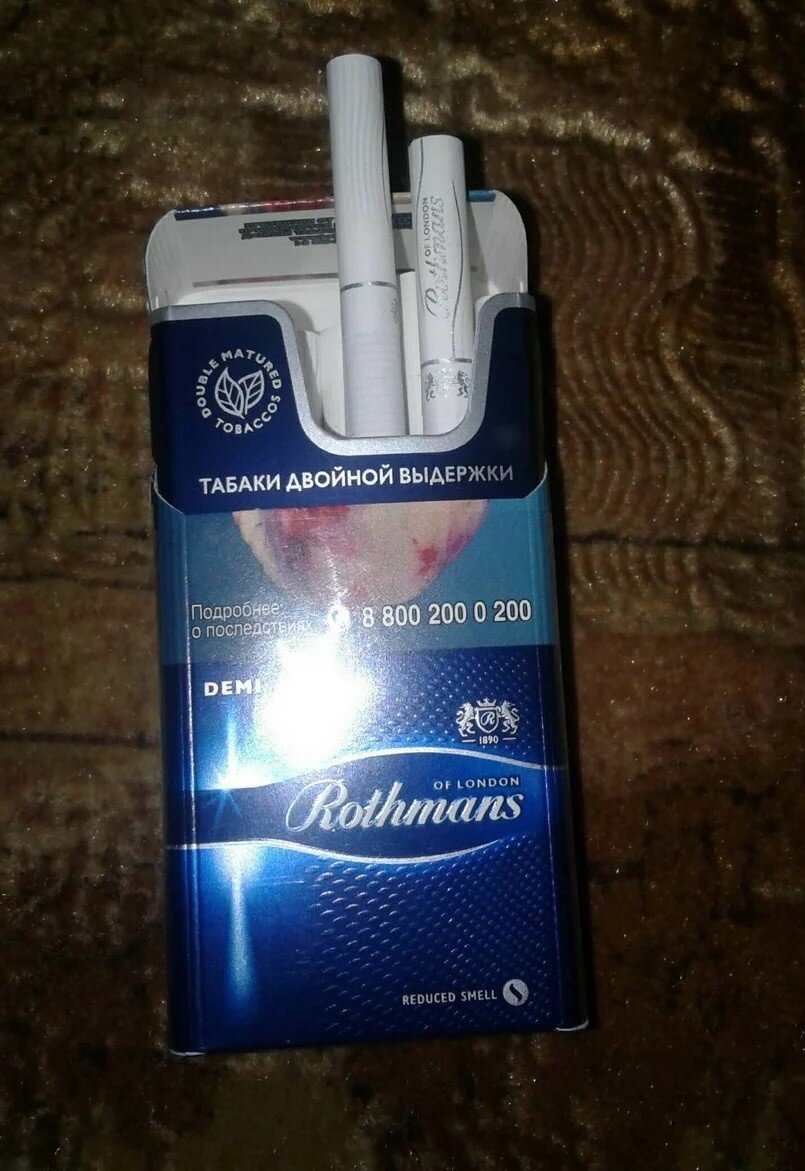 OF LONDON
Rothmans
DOUBLE MATURED
TOBACCOS
ТАБАКИ ДВОЙНОЙ ВЫДЕРЖКИ
Подробнее
о последствиях
8 800 200 0 200
DEMI
R
1890
OF LONDON
Rothmans
REDUCED SMELL